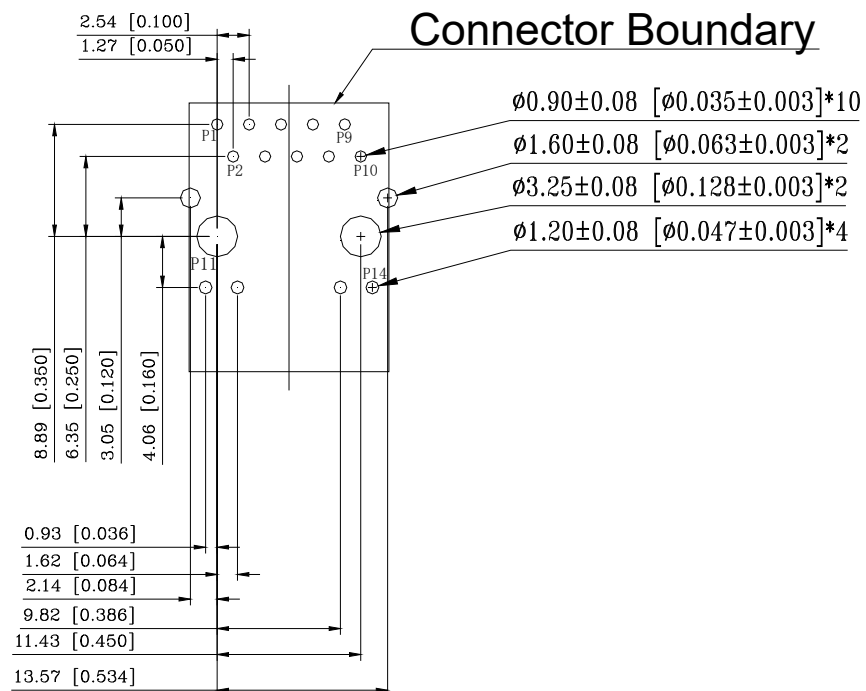 2.54 [0.100]
1.27 [0.050]
Connector Boundary
P1
P9
P2
P10
ø0.90±0.08 [ø0.035±0.003]*10
ø1.60±0.08 [ø0.063±0.003]*2
ø3.25±0.08 [ø0.128±0.003]*2
ø1.20±0.08 [ø0.047±0.003]*4
P11
P14
8.89 [0.350]
6.35 [0.250]
3.05 [0.120]
4.06 [0.160]
0.93 [0.036]
1.62 [0.064]
2.14 [0.084]
9.82 [0.386]
11.43 [0.450]
13.57 [0.534]